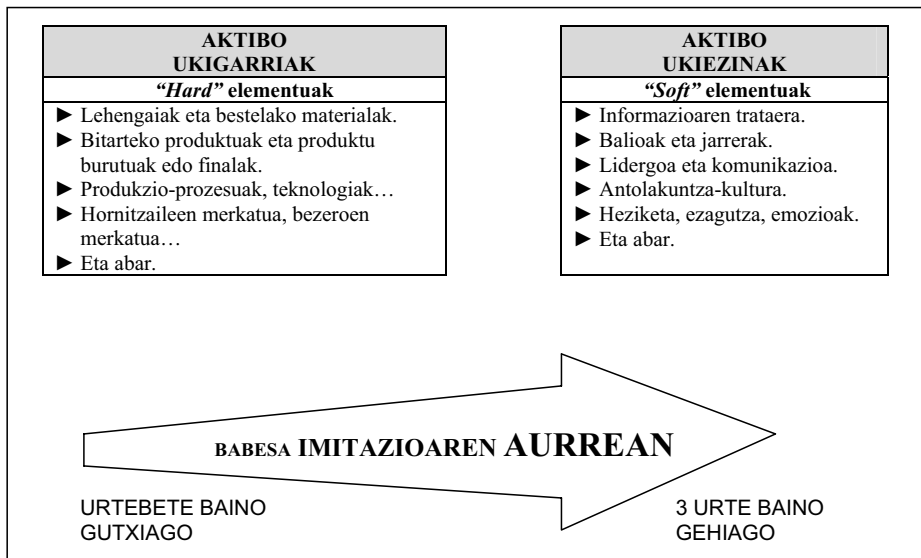 AKTIBO
UKIGARRIAK
“Hard” elementuak
► Lehengaiak eta bestelako materialak.
► Bitarteko produktuak eta produktu
burutuak edo finalak.
► Produkzio-prozesuak, teknologiak…
► Hornitzaileen merkatua, bezeroen
merkatua…
► Eta abar.
AKTIBO
UKIEZINAK
“Soft” elementuak
► Informazioaren trataera.
► Balioak eta jarrerak.
► Lidergoa eta komunikazioa.
► Antolakuntza-kultura.
► Heziketa, ezagutza, emozioak.
► Eta abar.
BABESA IMITAZIOAREN AURREAN
URTEBETE BAINO
GUTXIAGO
3 URTE BAINO
GEHIAGO